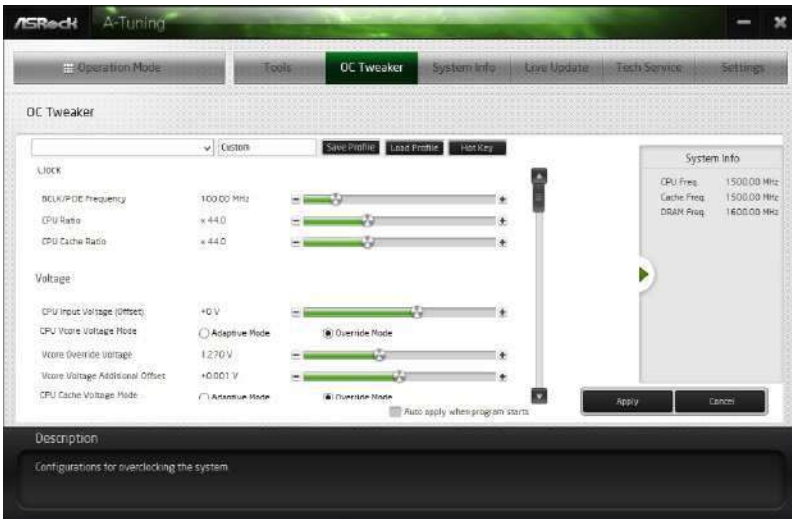 ASRock A-Tuning
Operation Mode Tools OC Tweaker System Info Live Update Tech Service Settings
OC Tweaker
Custom Save Profile Load Profile Hot Key
Clock
BCLK/PCIE Frequency 100.00 MHz
CPU Ratio x 44.0
CPU Cache Ratio x 44.0
Voltage
CPU Input Voltage (Offset) +0 V
CPU Vcore Voltage Mode Adaptive Mode Override Mode
Vcore Override Voltage 1.270 V
Vcore Voltage Additional Offset +0.001 V
CPU Cache Voltage Mode Adaptive Mode Override Mode
Auto apply when program starts
System Info
CPU Freq. 1500.00 MHz
Cache Freq. 1500.00 MHz
DRAM Freq. 1600.00 MHz
Apply Cancel
Description
Configurations for overclocking the system